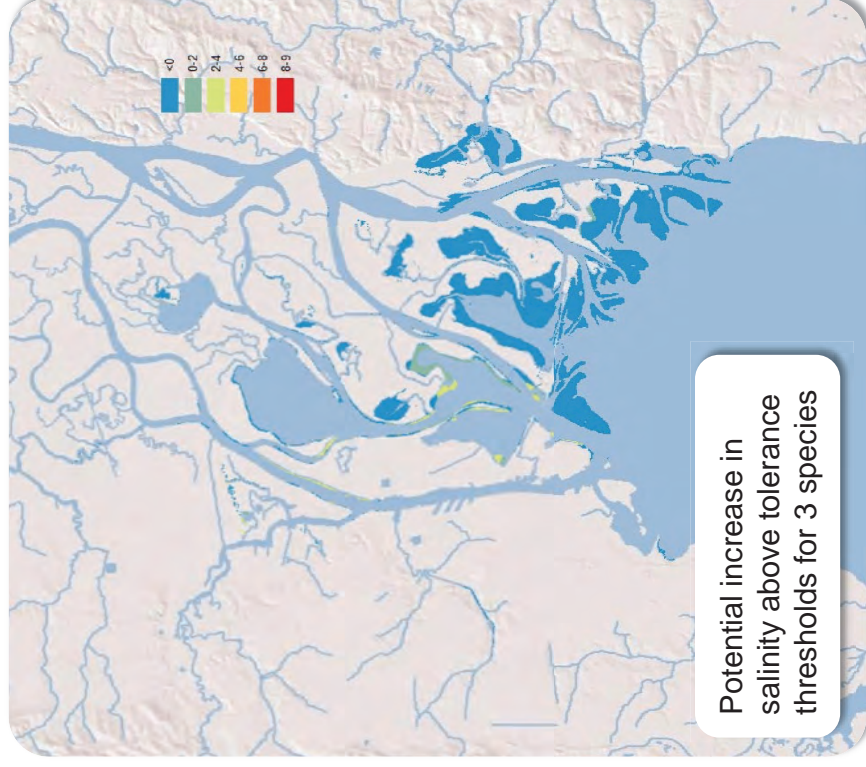 <0
0-2
2-4
4-6
6-8
8-9
Potential increase in
salinity above tolerance
thresholds for 3 species